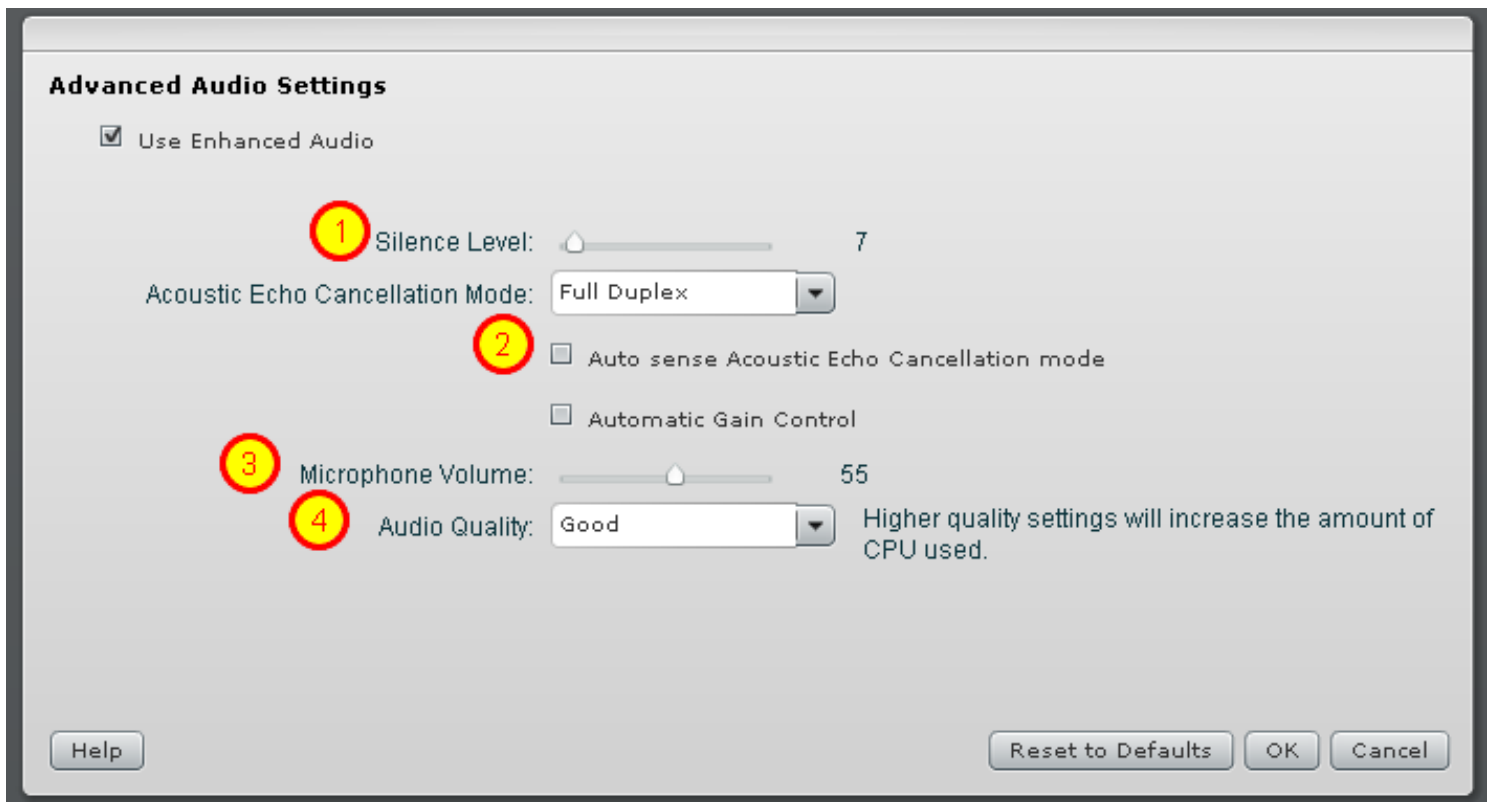 Advanced Audio Settings
Use Enhanced Audio
1 Silence Level: 7
Acoustic Echo Cancellation Mode: Full Duplex
2 Auto sense Acoustic Echo Cancellation mode
Automatic Gain Control
3 Microphone Volume: 55
4 Audio Quality: Good Higher quality settings will increase the amount of
CPU used.
Help Reset to Defaults OK Cancel